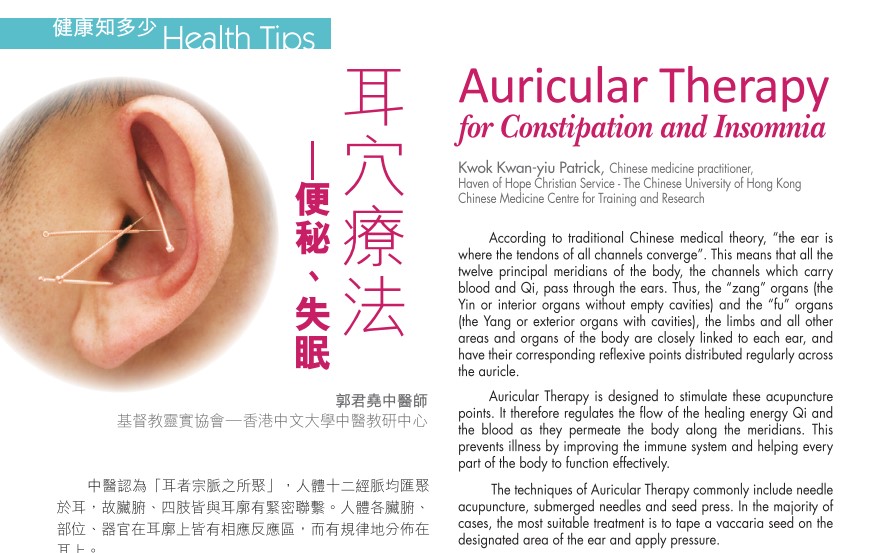 健康知多少 Health Tips
耳穴療法
—便秘、失眠
郭君堯中醫師
基督教靈實協會—香港中文大學中醫教研中心
中醫認為「耳者宗脈之所聚」，人體十二經脈均匯聚
於耳，故臟腑、四肢皆與耳廓有緊密聯繫。人體各臟腑、
部位、器官在耳廓上皆有相應反應區，而有規律地分佈在
耳上。
Auricular Therapy
for Constipation and Insomnia
Kwok Kwan-yiu Patrick, Chinese medicine practitioner,
Haven of Hope Christian Service - The Chinese University of Hong Kong
Chinese Medicine Centre for Training and Research
According to traditional Chinese medical theory, “the ear is
where the tendons of all channels converge”. This means that all the
twelve principal meridians of the body, the channels which carry
blood and Qi, pass through the ears. Thus, the “zang” organs (the
Yin or interior organs without empty cavities) and the “fu” organs
(the Yang or exterior organs with cavities), the limbs and all other
areas and organs of the body are closely linked to each ear, and
have their corresponding reflexive points distributed regularly across
the auricle.
Auricular Therapy is designed to stimulate these acupuncture
points. It therefore regulates the flow of the healing energy Qi and
the blood as they permeate the body along the meridians. This
prevents illness by improving the immune system and helping every
part of the body to function effectively.
The techniques of Auricular Therapy commonly include needle
acupuncture, submerged needles and seed press. In the majority of
cases, the most suitable treatment is to tape a vaccaria seed on the
designated area of the ear and apply pressure.